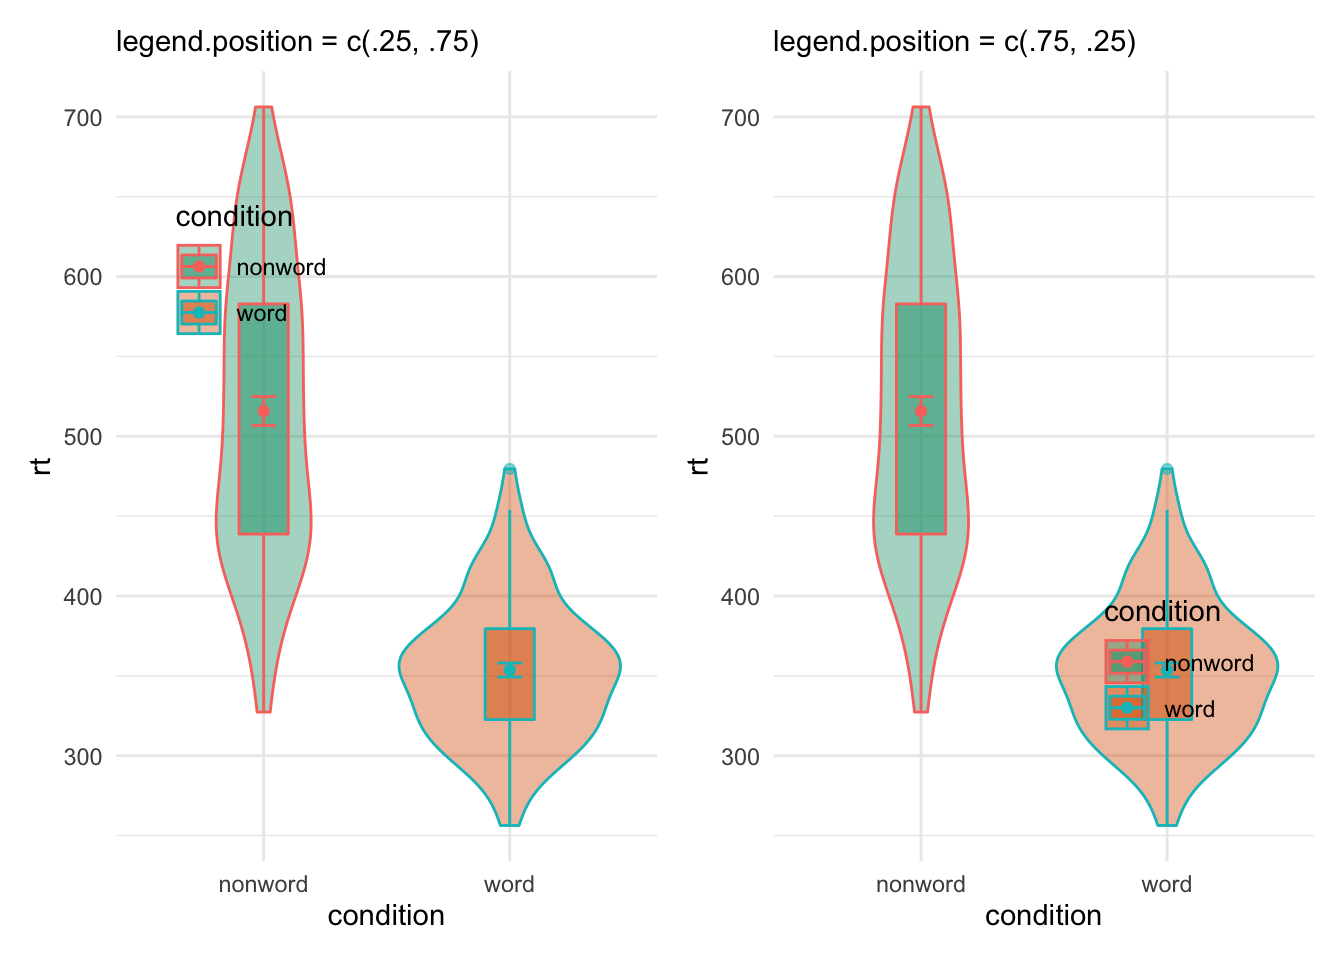 legend.position = c(.25, .75)
700
600
500
400
300
rt
condition
nonword
word
nonword
word
condition
legend.position = c(.75, .25)
700
600
500
400
300
rt
condition
nonword
word
nonword
word
condition